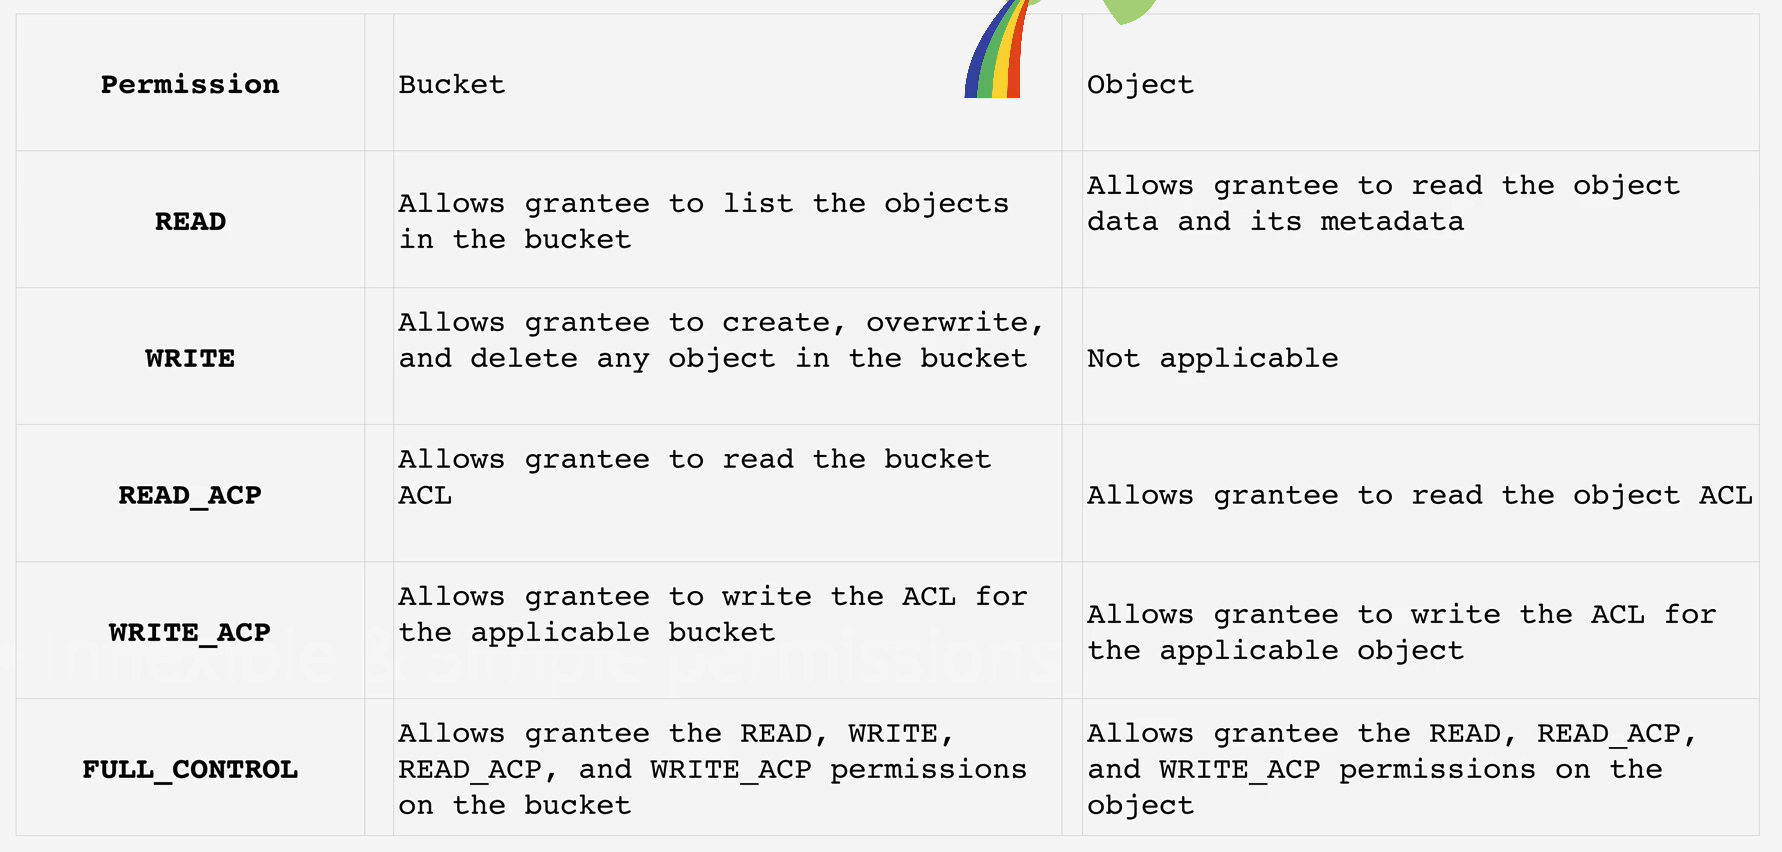 Permission
Bucket
Object
READ
Allows grantee to list the objects
in the bucket
Allows grantee to read the object
data and its metadata
WRITE
Allows grantee to create, overwrite,
and delete any object in the bucket
Not applicable
READ_ACP
Allows grantee to read the bucket
ACL
Allows grantee to read the object ACL
WRITE_ACP
Allows grantee to write the ACL for
the applicable bucket
Allows grantee to write the ACL for
the applicable object
Inflexible & Simple permissions
FULL_CONTROL
Allows grantee the READ, WRITE,
READ_ACP, and WRITE_ACP permissions
on the bucket
Allows grantee the READ, READ_ACP,
and WRITE_ACP permissions on the
object